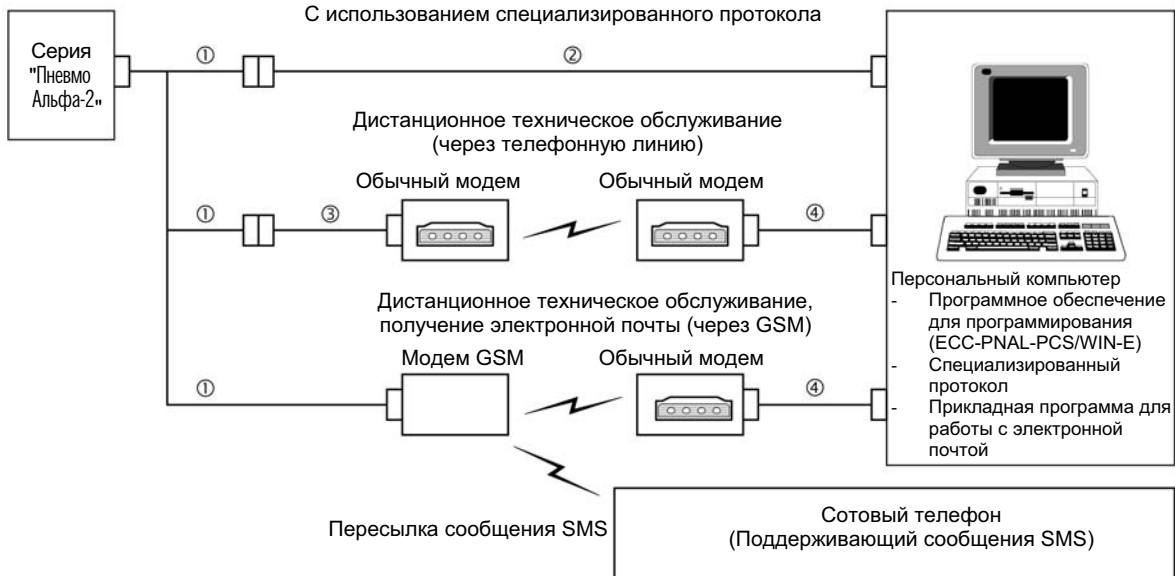 С использованием специализированного протокола
Серия
"Пневмо
Альфа-2"
①
②
Дистанционное техническое обслуживание
(через телефонную линию)
Обычный модем
Обычный модем
①
③
④
Дистанционное техническое обслуживание,
получение электронной почты (через GSM)
Модем GSM
Обычный модем
①
④
Персональный компьютер
- Программное обеспечение
для программирования
(ECC-PNAL-PCS/WIN-E)
- Специализированный
протокол
- Прикладная программа для
работы с электронной
почтой
Пересылка сообщения SMS
Сотовый телефон
(Поддерживающий сообщения SMS)